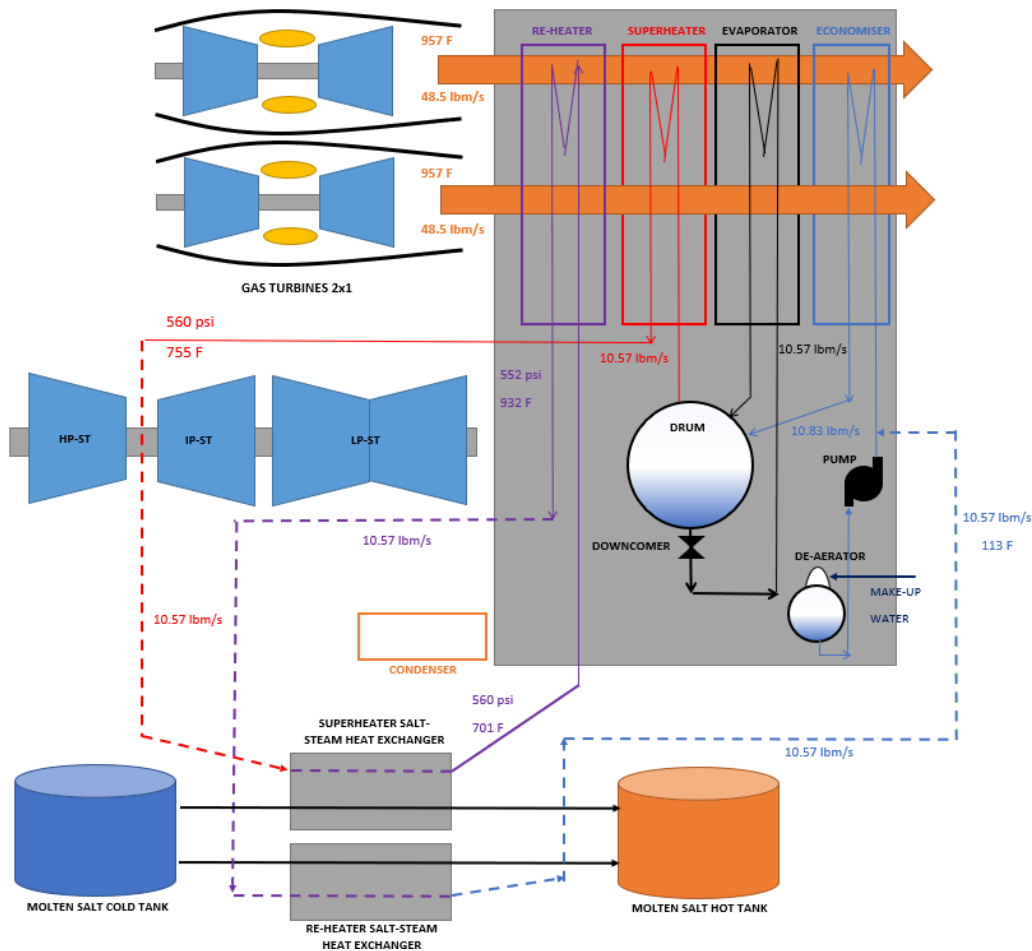 RE-HEATER
SUPERHEATER
EVAPORATOR
ECONOMISER
957 F
48.5 lbm/s
957 F
48.5 lbm/s
GAS TURBINES 2x1
560 psi
755 F
10.57 lbm/s
10.57 lbm/s
552 psi
932 F
HP-ST
IP-ST
LP-ST
DRUM
10.83 lbm/s
PUMP
10.57 lbm/s
113 F
10.57 lbm/s
DOWNCOMER
DE-AERATOR
MAKE-UP
WATER
10.57 lbm/s
CONDENSER
560 psi
701 F
SUPERHEATER SALT-
STEAM HEAT EXCHANGER
10.57 lbm/s
MOLTEN SALT COLD TANK
MOLTEN SALT HOT TANK
RE-HEATER SALT-STEAM
HEAT EXCHANGER